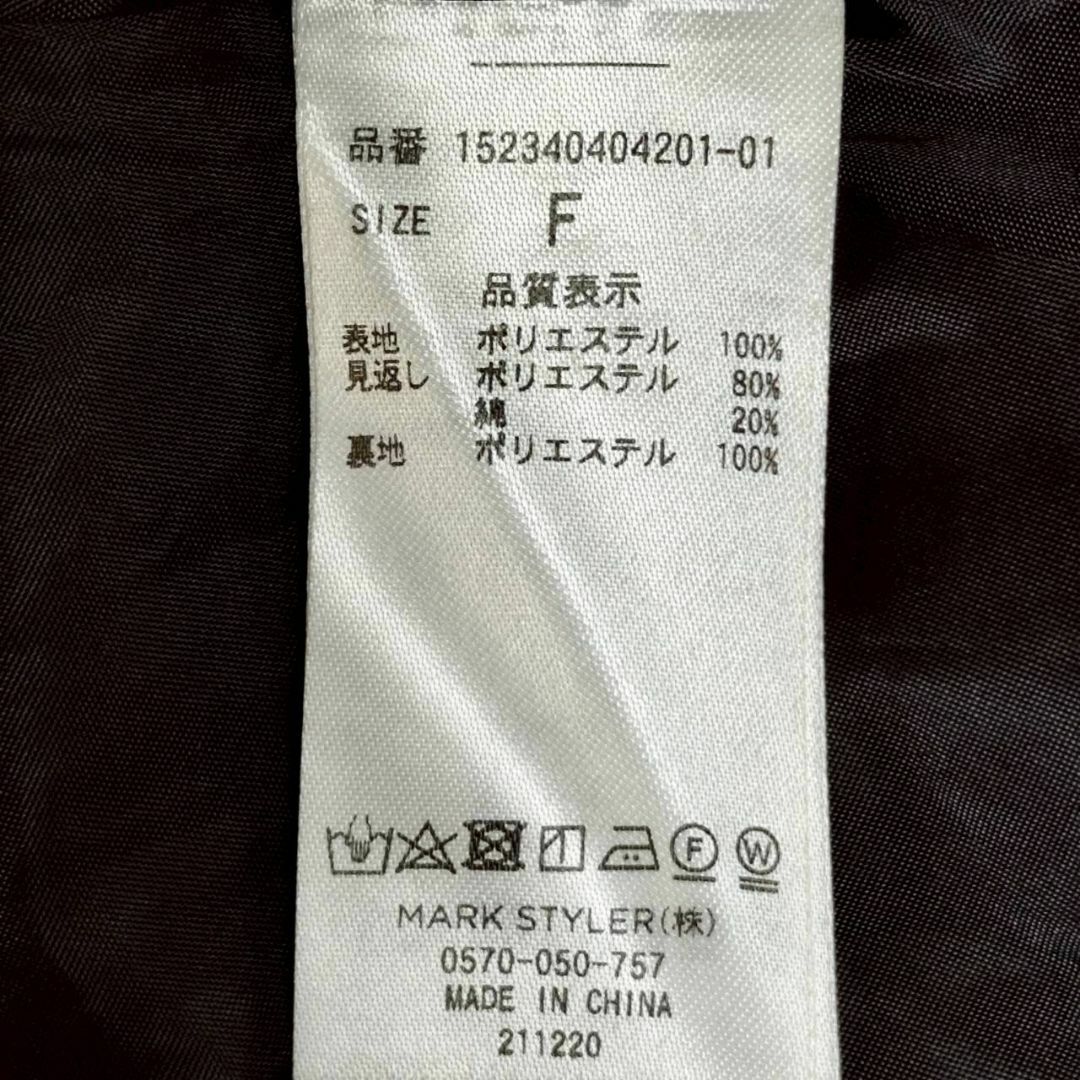 品番 152340404201-01
SIZE F
品質表示
表地 ポリエステル 100%
見返し ポリエステル 80%
綿 20%
裏地 ポリエステル 100%
F W
MARK STYLER(株)
0570-050-757
MADE IN CHINA
211220